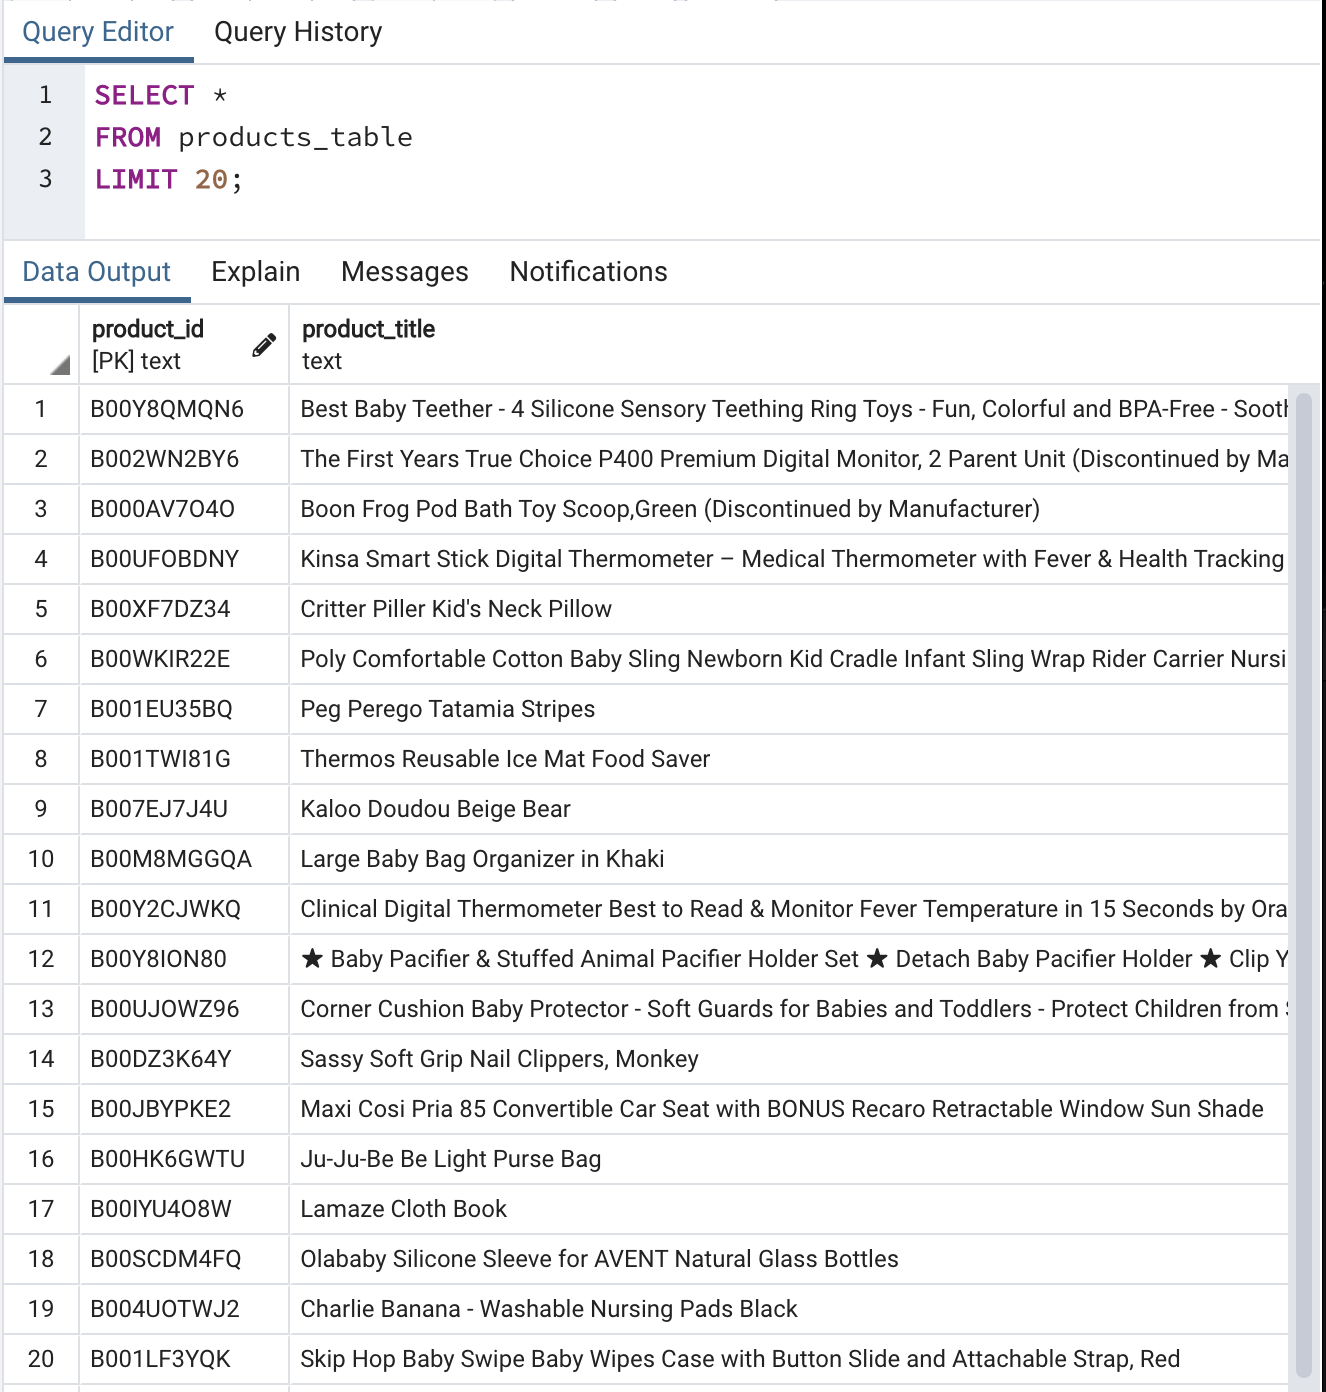 Query Editor Query History
1 SELECT *
2 FROM products_table
3 LIMIT 20;
Data Output Explain Messages Notifications
product_id product_title
[PK] text text
1 B00Y8QMQN6 Best Baby Teether - 4 Silicone Sensory Teething Ring Toys - Fun, Colorful and BPA-Free - Sooth
2 B002WN2BY6 The First Years True Choice P400 Premium Digital Monitor, 2 Parent Unit (Discontinued by Ma
3 B000AV7O4O Boon Frog Pod Bath Toy Scoop,Green (Discontinued by Manufacturer)
4 B00UFOBDNY Kinsa Smart Stick Digital Thermometer – Medical Thermometer with Fever & Health Tracking
5 B00XF7DZ34 Critter Piller Kid's Neck Pillow
6 B00WKIR22E Poly Comfortable Cotton Baby Sling Newborn Kid Cradle Infant Sling Wrap Rider Carrier Nursi
7 B001EU35BQ Peg Perego Tatamia Stripes
8 B001TWI81G Thermos Reusable Ice Mat Food Saver
9 B007EJ7J4U Kaloo Doudou Beige Bear
10 B00M8MGGQA Large Baby Bag Organizer in Khaki
11 B00Y2CJWKQ Clinical Digital Thermometer Best to Read & Monitor Fever Temperature in 15 Seconds by Ora
12 B00Y8ION80 ★ Baby Pacifier & Stuffed Animal Pacifier Holder Set ★ Detach Baby Pacifier Holder ★ Clip Y
13 B00UJOWZ96 Corner Cushion Baby Protector - Soft Guards for Babies and Toddlers - Protect Children from
14 B00DZ3K64Y Sassy Soft Grip Nail Clippers, Monkey
15 B00JBYPKE2 Maxi Cosi Pria 85 Convertible Car Seat with BONUS Recaro Retractable Window Sun Shade
16 B00HK6GWTU Ju-Ju-Be Be Light Purse Bag
17 B00IYU4O8W Lamaze Cloth Book
18 B00SCDM4FQ Olababy Silicone Sleeve for AVENT Natural Glass Bottles
19 B004UOTWJ2 Charlie Banana - Washable Nursing Pads Black
20 B001LF3YQK Skip Hop Baby Swipe Baby Wipes Case with Button Slide and Attachable Strap, Red